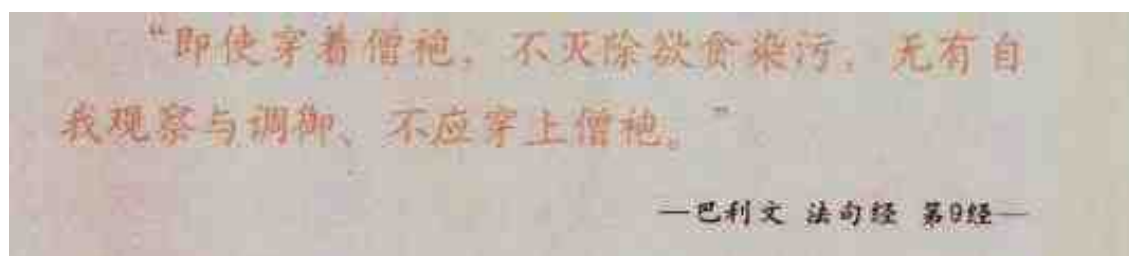 “即使穿着僧袍，不灭除欲贪染污，无有自
我观察与调御、不应穿上僧袍。”
—巴利文 法句经 第9经—